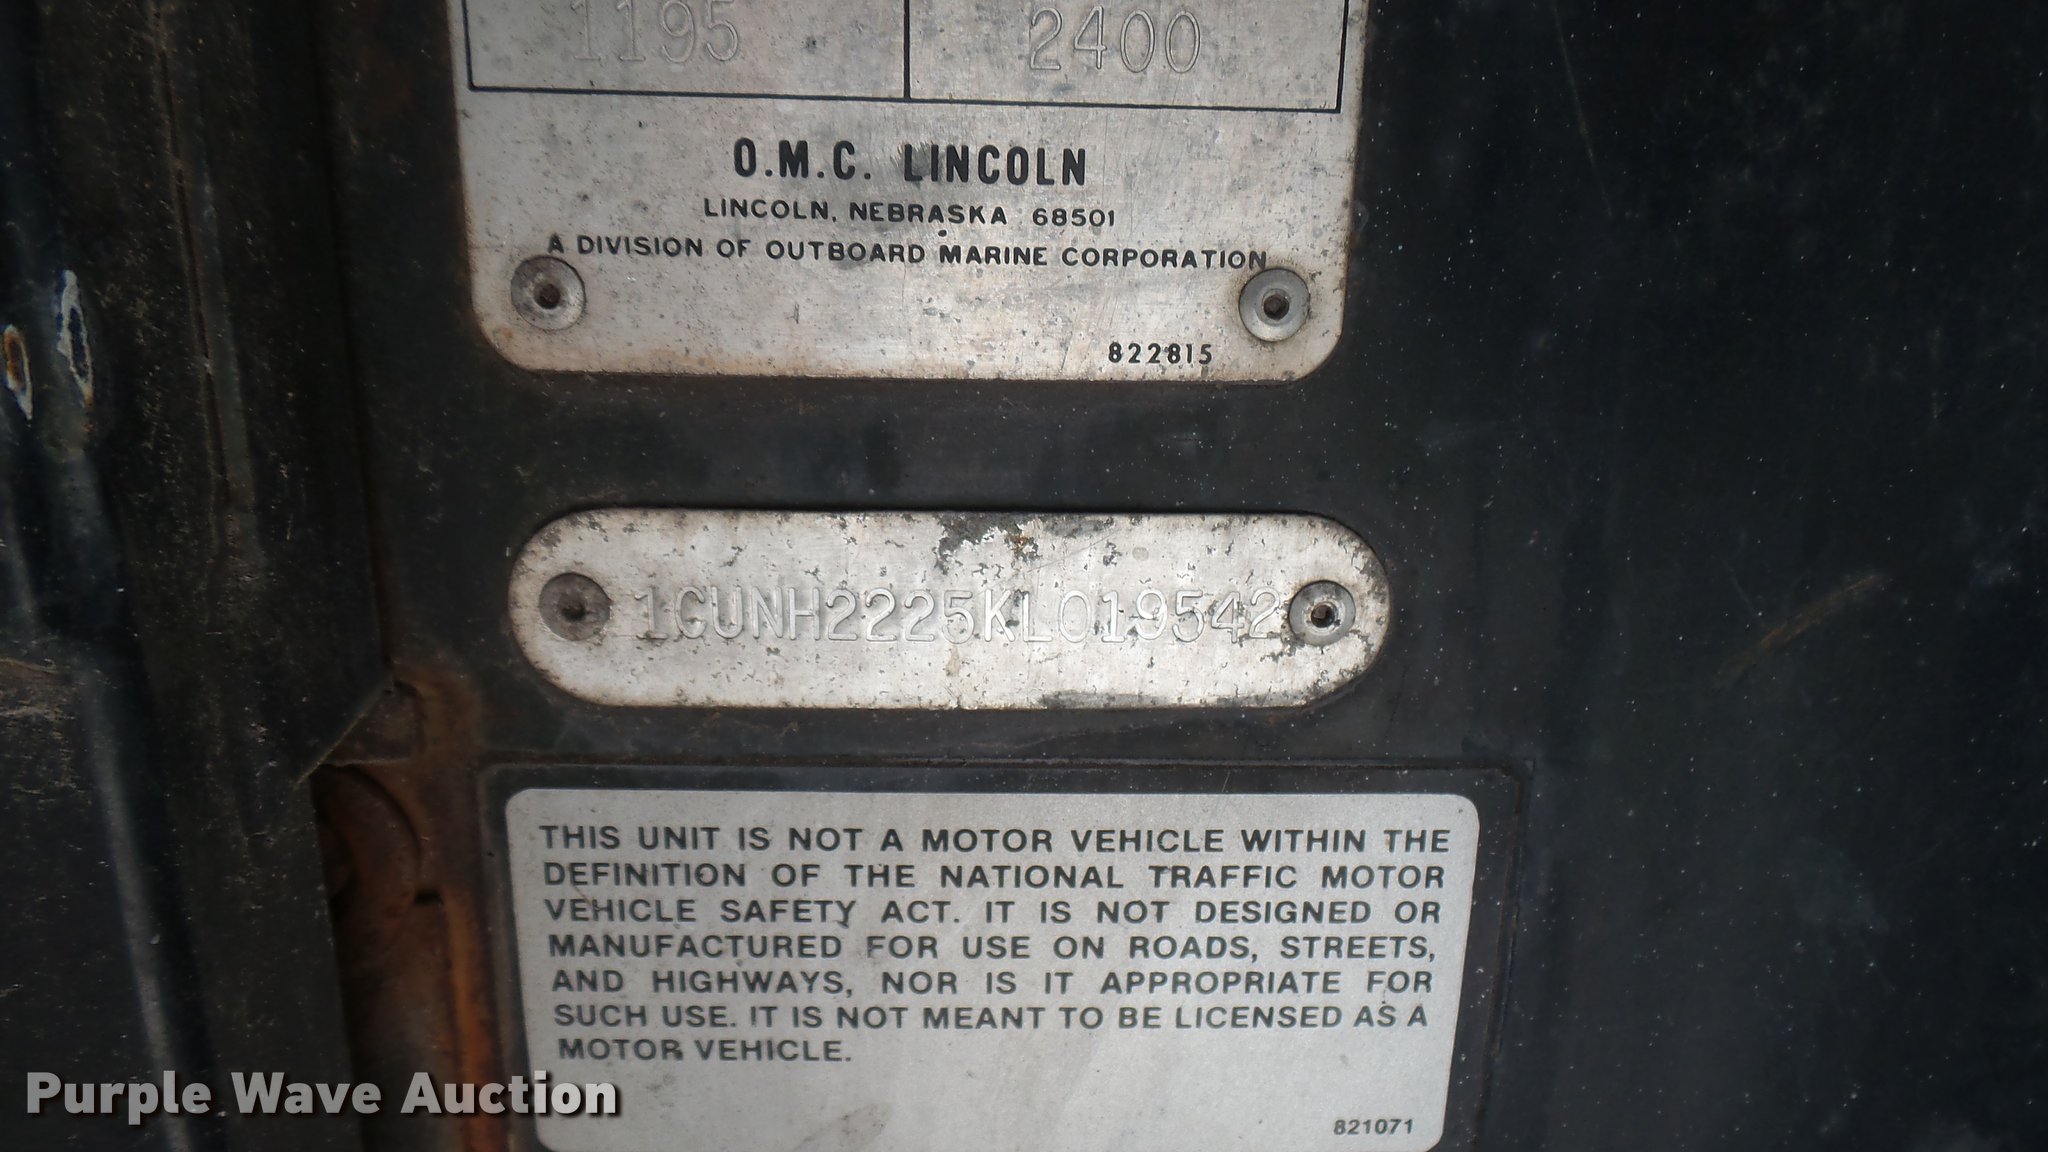 1195 2400
O.M.C. LINCOLN
LINCOLN, NEBRASKA 68501
A DIVISION OF OUTBOARD MARINE CORPORATION
822815
1CUNH2225KL019542
THIS UNIT IS NOT A MOTOR VEHICLE WITHIN THE
DEFINITION OF THE NATIONAL TRAFFIC MOTOR
VEHICLE SAFETY ACT. IT IS NOT DESIGNED OR
MANUFACTURED FOR USE ON ROADS, STREETS,
AND HIGHWAYS, NOR IS IT APPROPRIATE FOR
SUCH USE. IT IS NOT MEANT TO BE LICENSED AS A
MOTOR VEHICLE.
821071
Purple Wave Auction